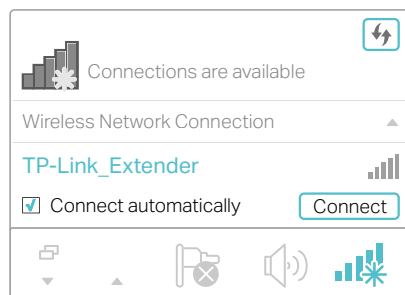 Connections are available
Wireless Network Connection
TP-Link_Extender
Connect automatically
Connect